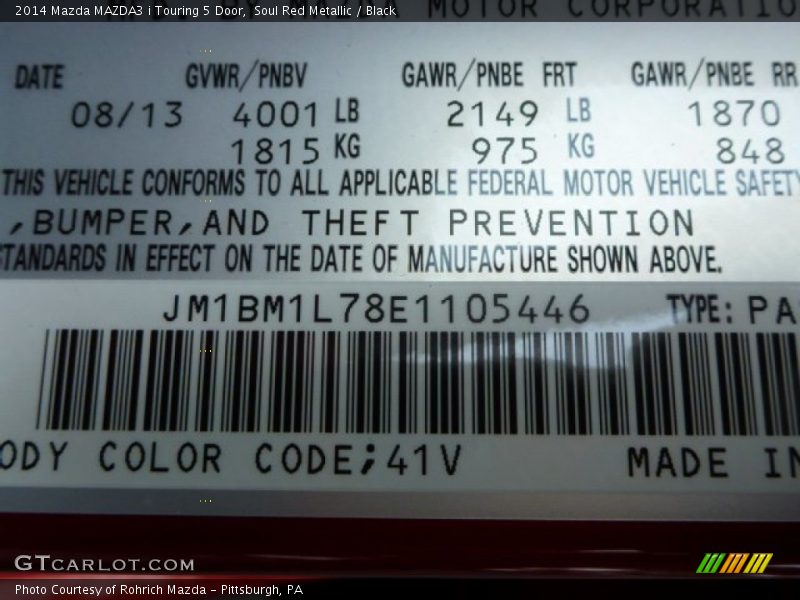 2014 Mazda MAZDA3 i Touring 5 Door, Soul Red Metallic / Black
MOTOR CORPORATIO
DATE GVWR/PNBV GAWR/PNBE FRT GAWR/PNBE RR
08/13 4001 LB 2149 LB 1870
1815 KG 975 KG 848
THIS VEHICLE CONFORMS TO ALL APPLICABLE FEDERAL MOTOR VEHICLE SAFETY
,BUMPER,AND THEFT PREVENTION
STANDARDS IN EFFECT ON THE DATE OF MANUFACTURE SHOWN ABOVE.
JM1BM1L78E1105446 TYPE: PA
ODY COLOR CODE;41V MADE IN
GTCARLOT.COM
Photo Courtesy of Rohrich Mazda - Pittsburgh, PA